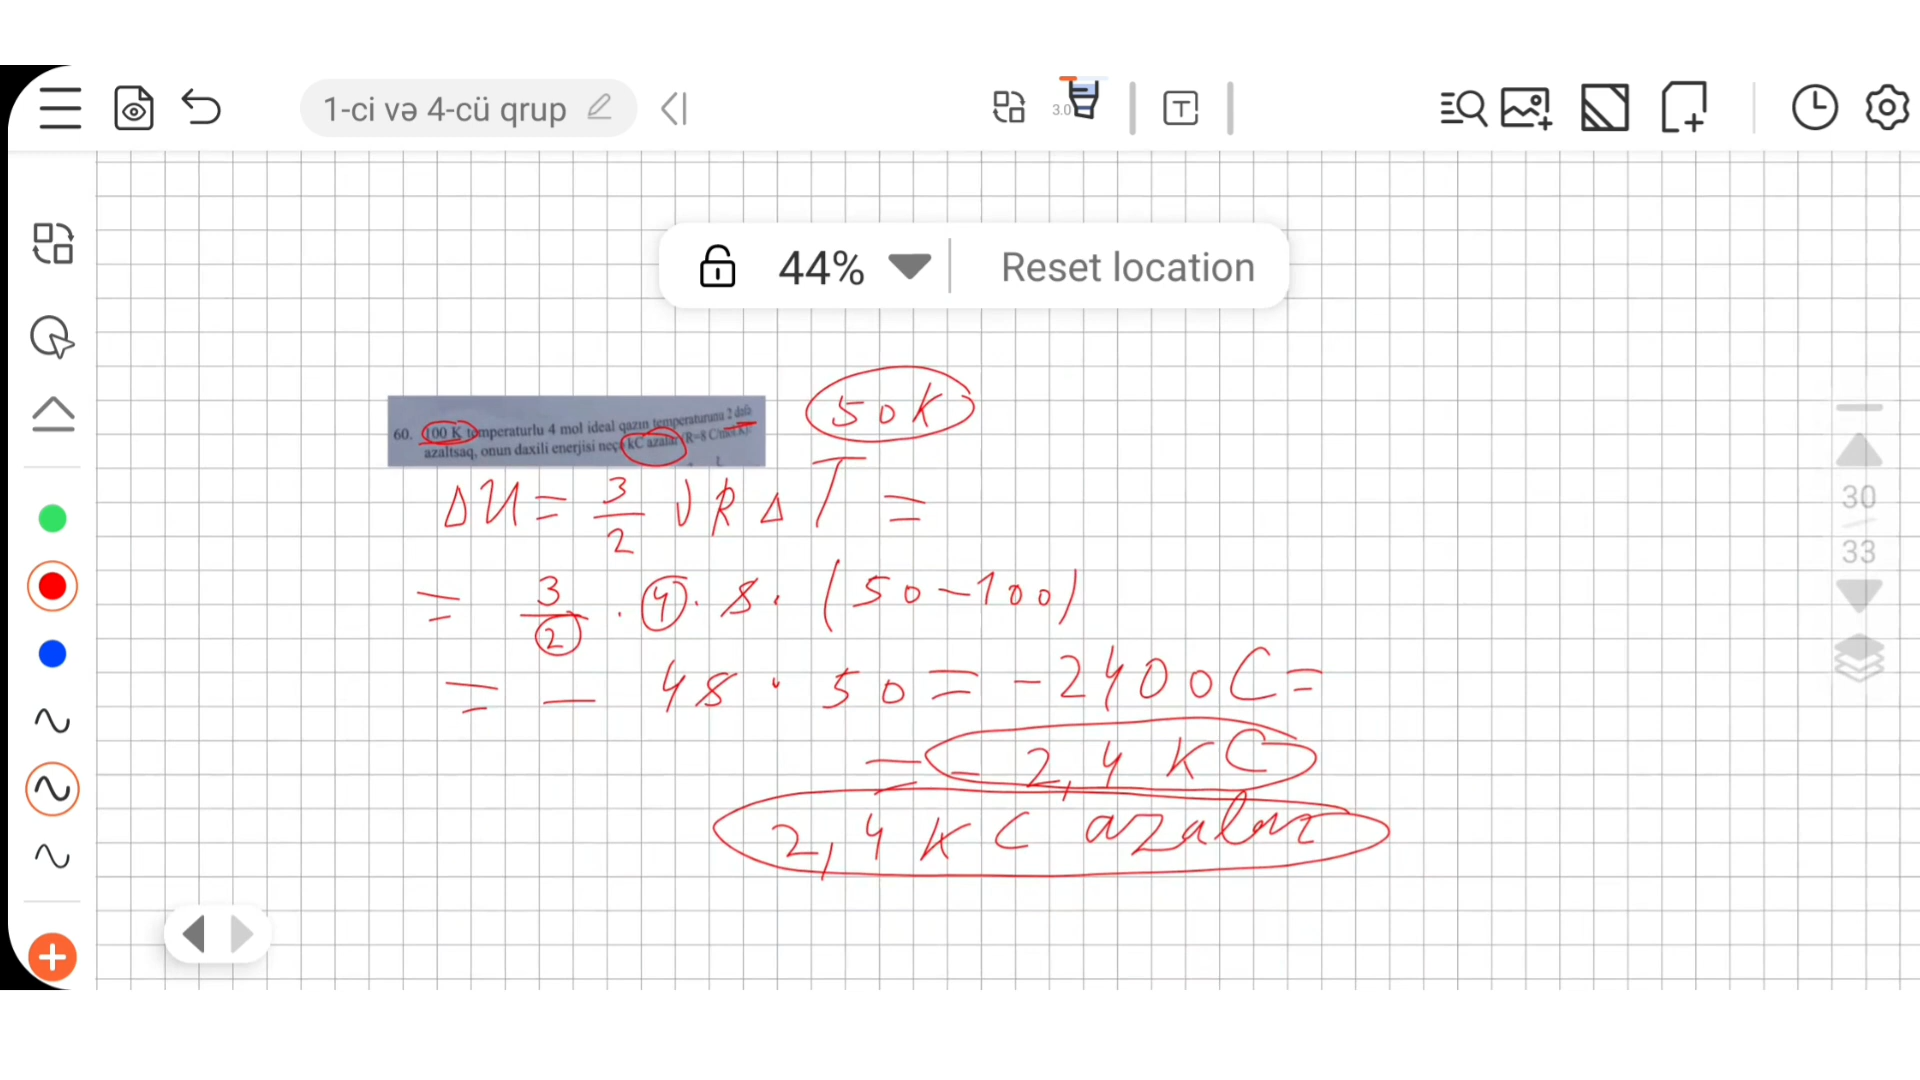 1-ci və 4-cü qrup
3.0
T
44% Reset location
50K
60. 100 K temperaturlu 4 mol ideal qazın temperaturunu 2 dəfə
azaltsaq, onun daxili enerjisi neçə kC azalar (R=8 C/mol·K)?
ΔU = 3/2 νRΔT =
= 3/2 · 4 · 8 · (50-100)
= - 48 · 50 = -2400C =
= - 2,4 KC
2,4 KC azalar
30
33